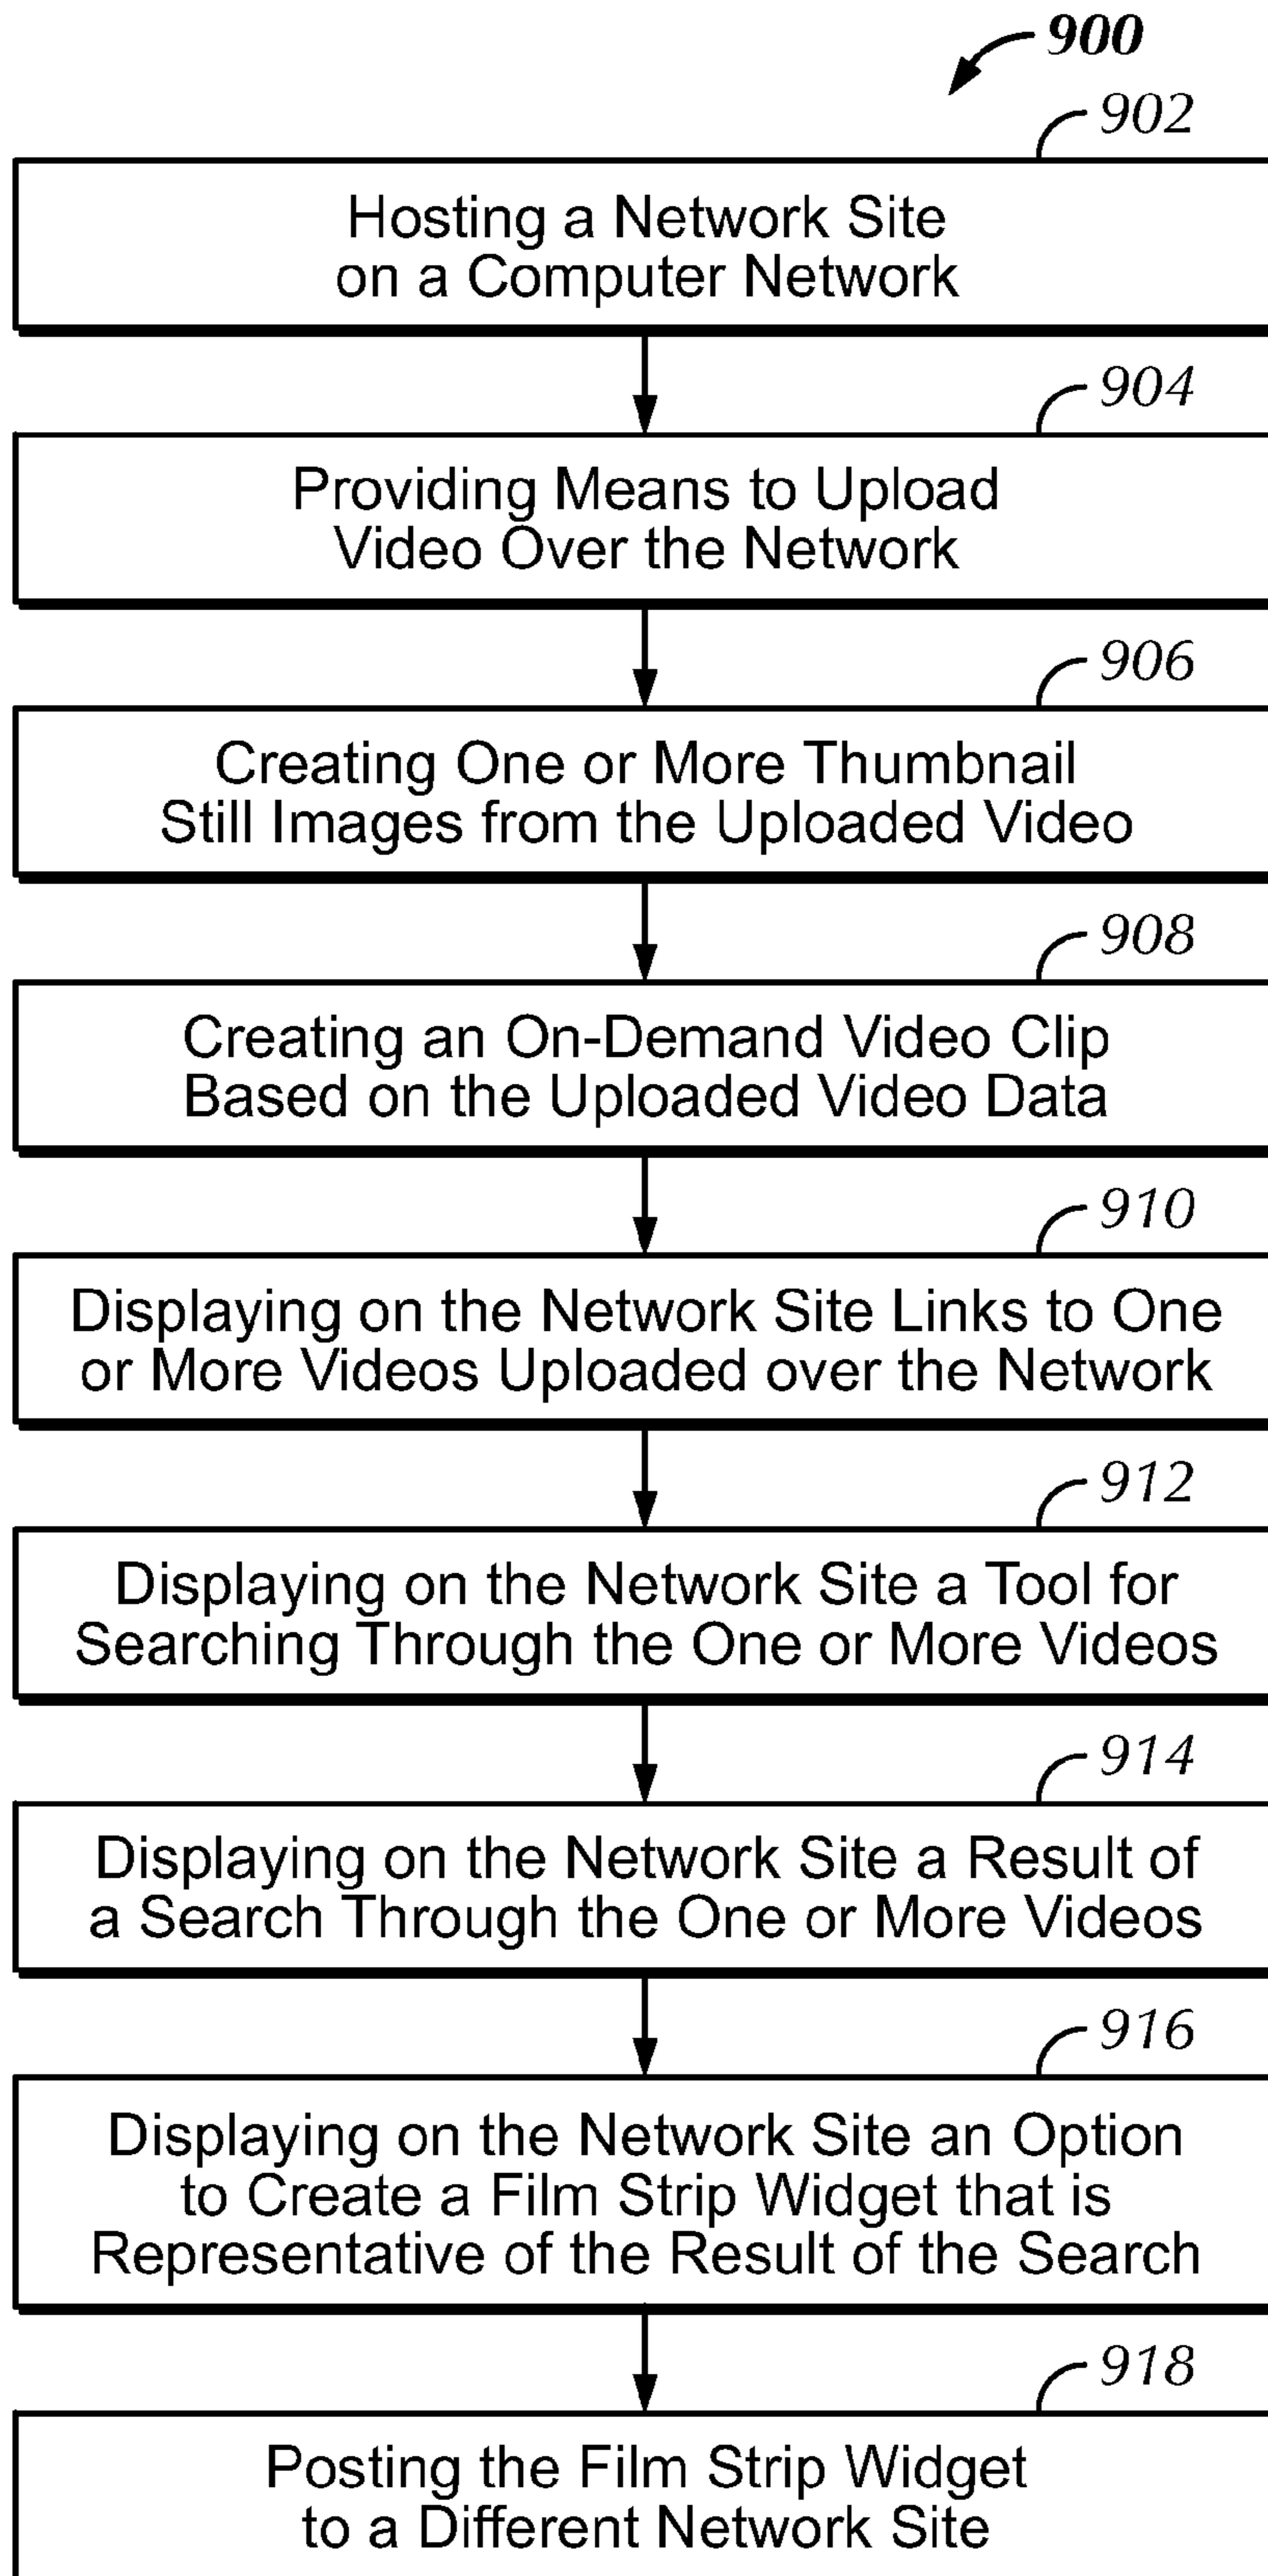 900
902
Hosting a Network Site
on a Computer Network
904
Providing Means to Upload
Video Over the Network
906
Creating One or More Thumbnail
Still Images from the Uploaded Video
908
Creating an On-Demand Video Clip
Based on the Uploaded Video Data
910
Displaying on the Network Site Links to One
or More Videos Uploaded over the Network
912
Displaying on the Network Site a Tool for
Searching Through the One or More Videos
914
Displaying on the Network Site a Result of
a Search Through the One or More Videos
916
Displaying on the Network Site an Option
to Create a Film Strip Widget that is
Representative of the Result of the Search
918
Posting the Film Strip Widget
to a Different Network Site